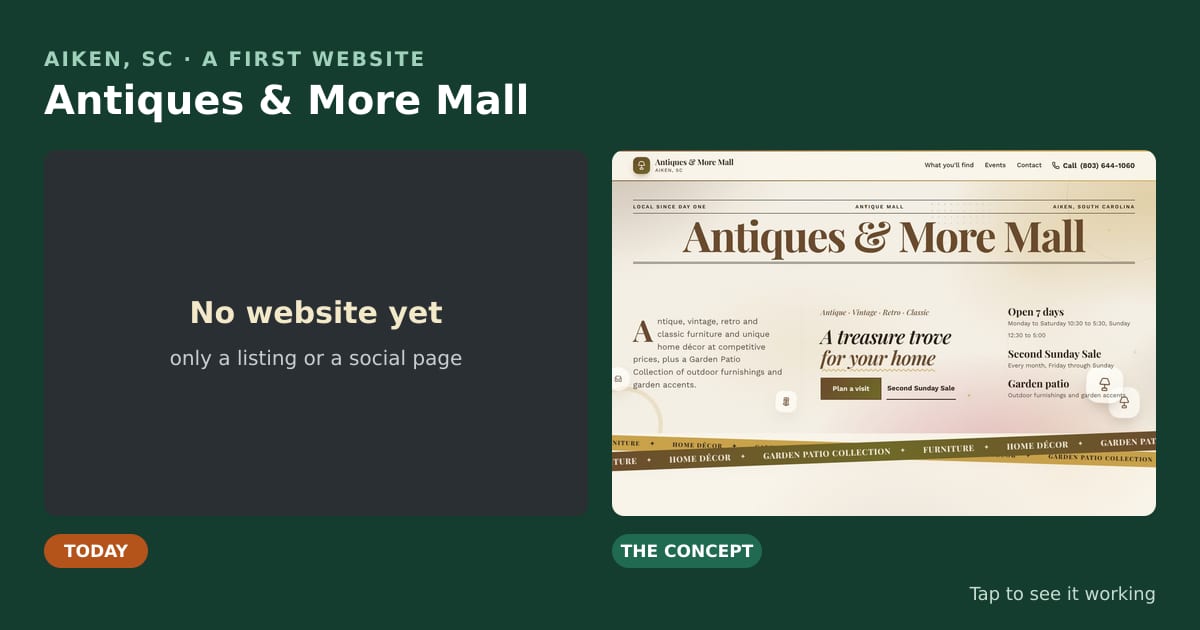 AIKEN, SC · A FIRST WEBSITE
Antiques & More Mall
No website yet
only a listing or a social page
TODAY
Antiques & More Mall
AIKEN, SC
What you'll find Events Contact Call (803) 644-1060
LOCAL SINCE DAY ONE ANTIQUE MALL AIKEN, SOUTH CAROLINA
Antiques & More Mall
Antique, vintage, retro and
classic furniture and unique
home décor at competitive
prices, plus a Garden Patio
Collection of outdoor furnishings and
garden accents.
Antique · Vintage · Retro · Classic
A treasure trove
for your home
Plan a visit Second Sunday Sale
Open 7 days
Monday to Saturday 10:30 to 5:30, Sunday
12:30 to 5:00
Second Sunday Sale
Every month, Friday through Sunday
Garden patio
Outdoor furnishings and garden accents
NITURE ✦ HOME DÉCOR ✦
GARDEN PATIO COLLECTION
TURE ✦ HOME DÉCOR ✦ GARDEN PATIO COLLECTION ✦ FURNITURE ✦ HOME DÉCOR ✦ GARDEN PAT
THE CONCEPT
Tap to see it working